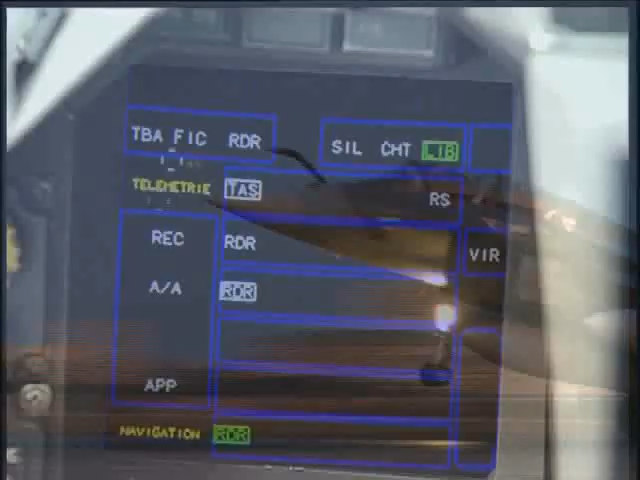 TBA FIC RDR SIL CHT LIB
TELEMETRIE TAS RS
REC RDR VIR
A/A RDR
APP
NAVIGATION RDR